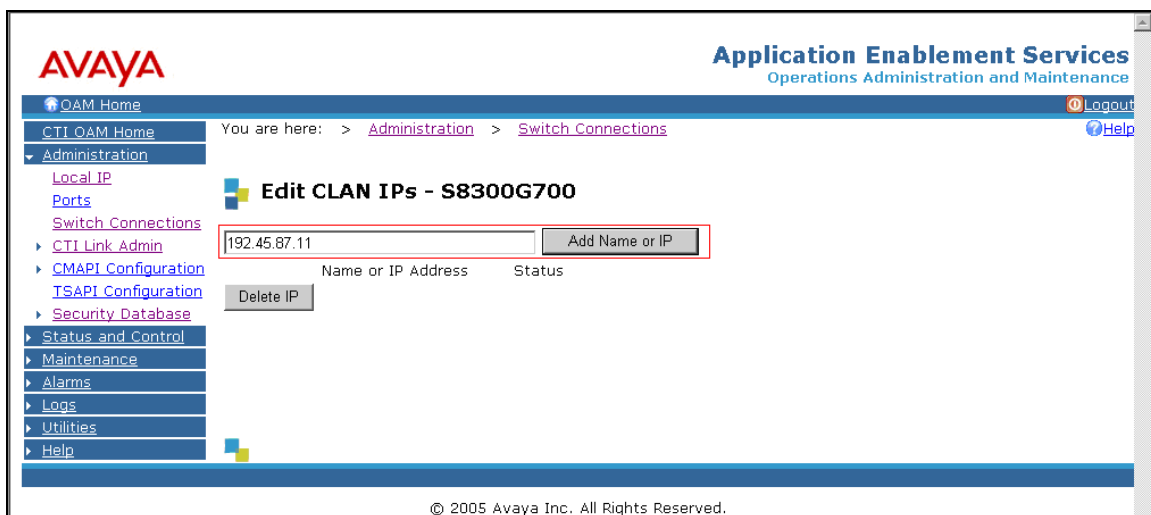 AVAYA
Application Enablement Services
Operations Administration and Maintenance
OAM Home
Logout
CTI OAM Home
You are here: > Administration > Switch Connections
Help
Administration
Local IP
Ports
Switch Connections
CTI Link Admin
CMAPI Configuration
TSAPI Configuration
Security Database
Status and Control
Maintenance
Alarms
Logs
Utilities
Help
Edit CLAN IPs - S8300G700
192.45.87.11
Add Name or IP
Name or IP Address Status
Delete IP
© 2005 Avaya Inc. All Rights Reserved.